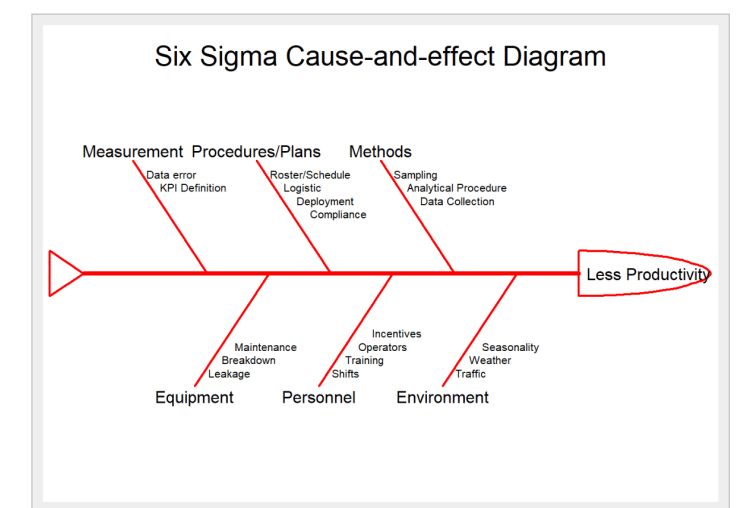 Six Sigma Cause-and-effect Diagram
Measurement
Procedures/Plans
Methods
Data error
KPI Definition
Roster/Schedule
Logistic
Deployment
Compliance
Sampling
Analytical Procedure
Data Collection
Less Productivity
Maintenance
Breakdown
Leakage
Incentives
Operators
Training
Shifts
Seasonality
Weather
Traffic
Equipment
Personnel
Environment